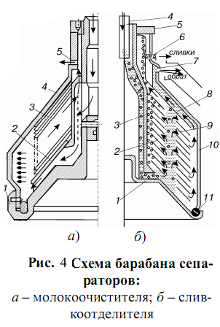 4
5
6
сливки
7
обрат
5
4
3
8
3
9
2
2
10
1
1
11
а)
б)
Рис. 4 Схема барабана сепа-
раторов:
а – молокоочистителя; б – слив-
коотделителя